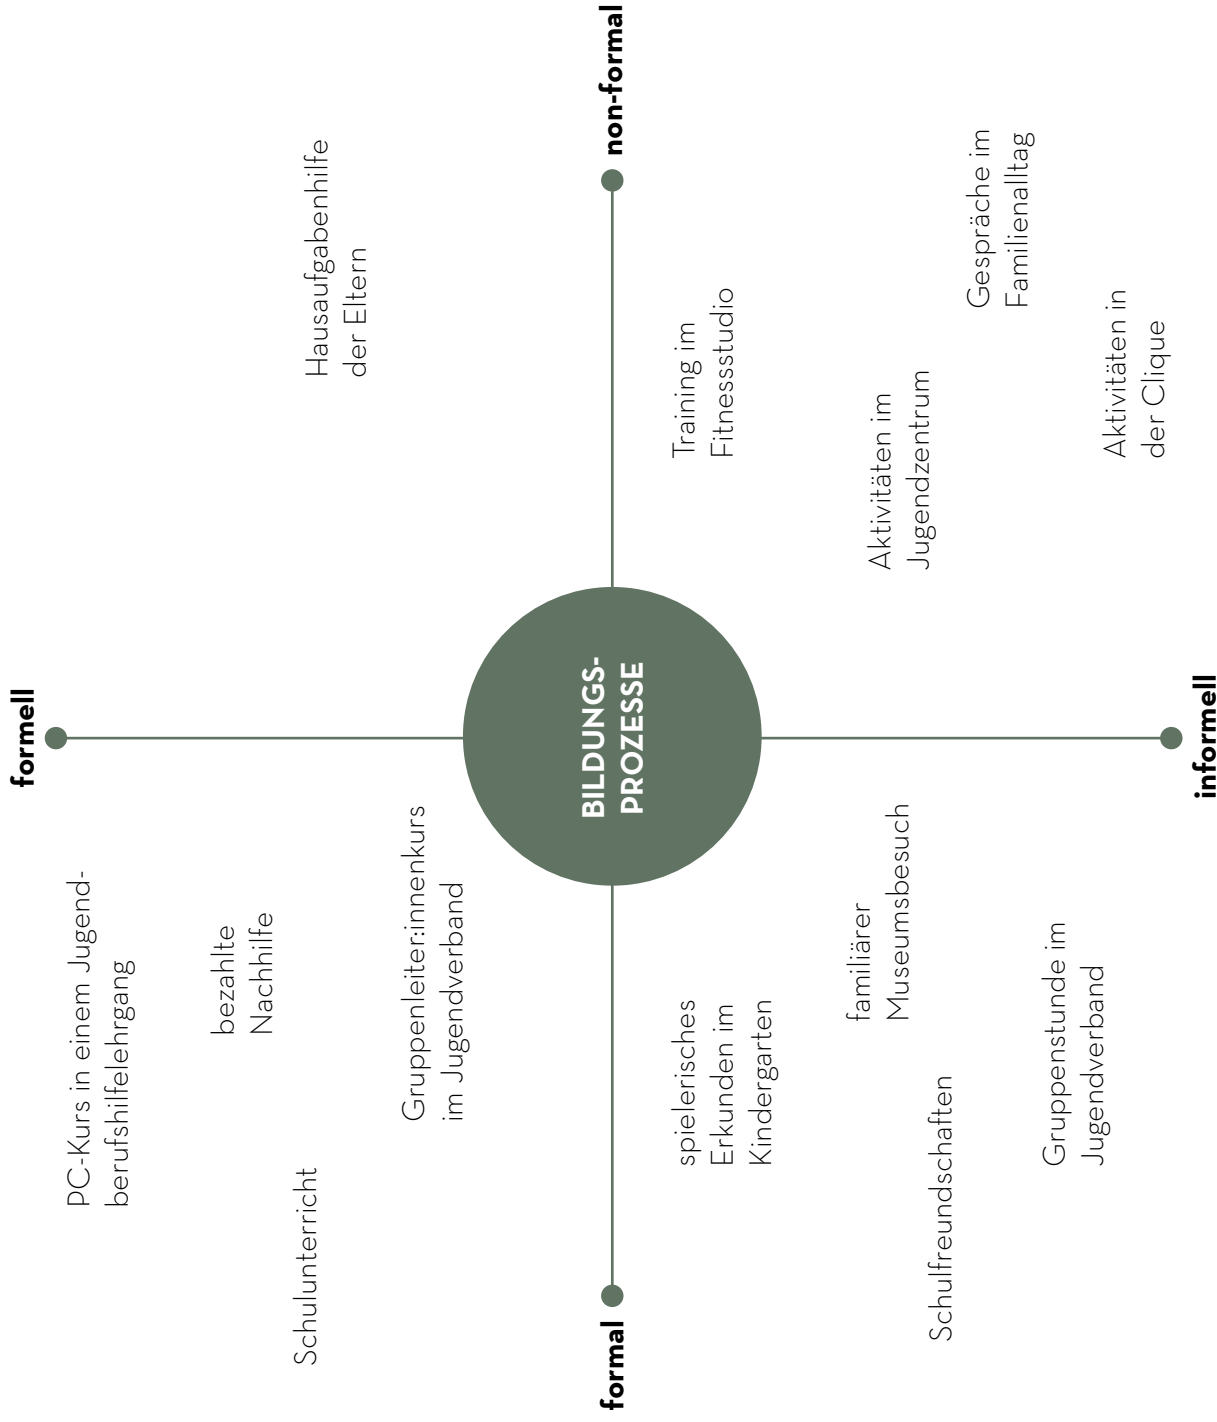 formell
PC-Kurs in einem Jugend-
berufshilfelehrgang
bezahlte
Nachhilfe
Schulunterricht
Hausaufgabenhilfe
der Eltern
Gruppenleiter:innenkurs
im Jugendverband
formal
BILDUNGS-
PROZESSE
non-formal
spielerisches
Erkunden im
Kindergarten
Training im
Fitnessstudio
familiärer
Museumsbesuch
Aktivitäten im
Jugendzentrum
Schulfreundschaften
Gespräche im
Familienalltag
Gruppenstunde im
Jugendverband
Aktivitäten in
der Clique
informell